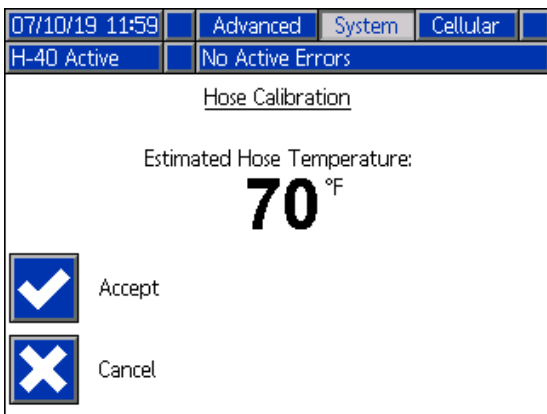 07/10/19 11:59 Advanced System Cellular
H-40 Active No Active Errors
Hose Calibration
Estimated Hose Temperature:
70 °F
Accept
Cancel